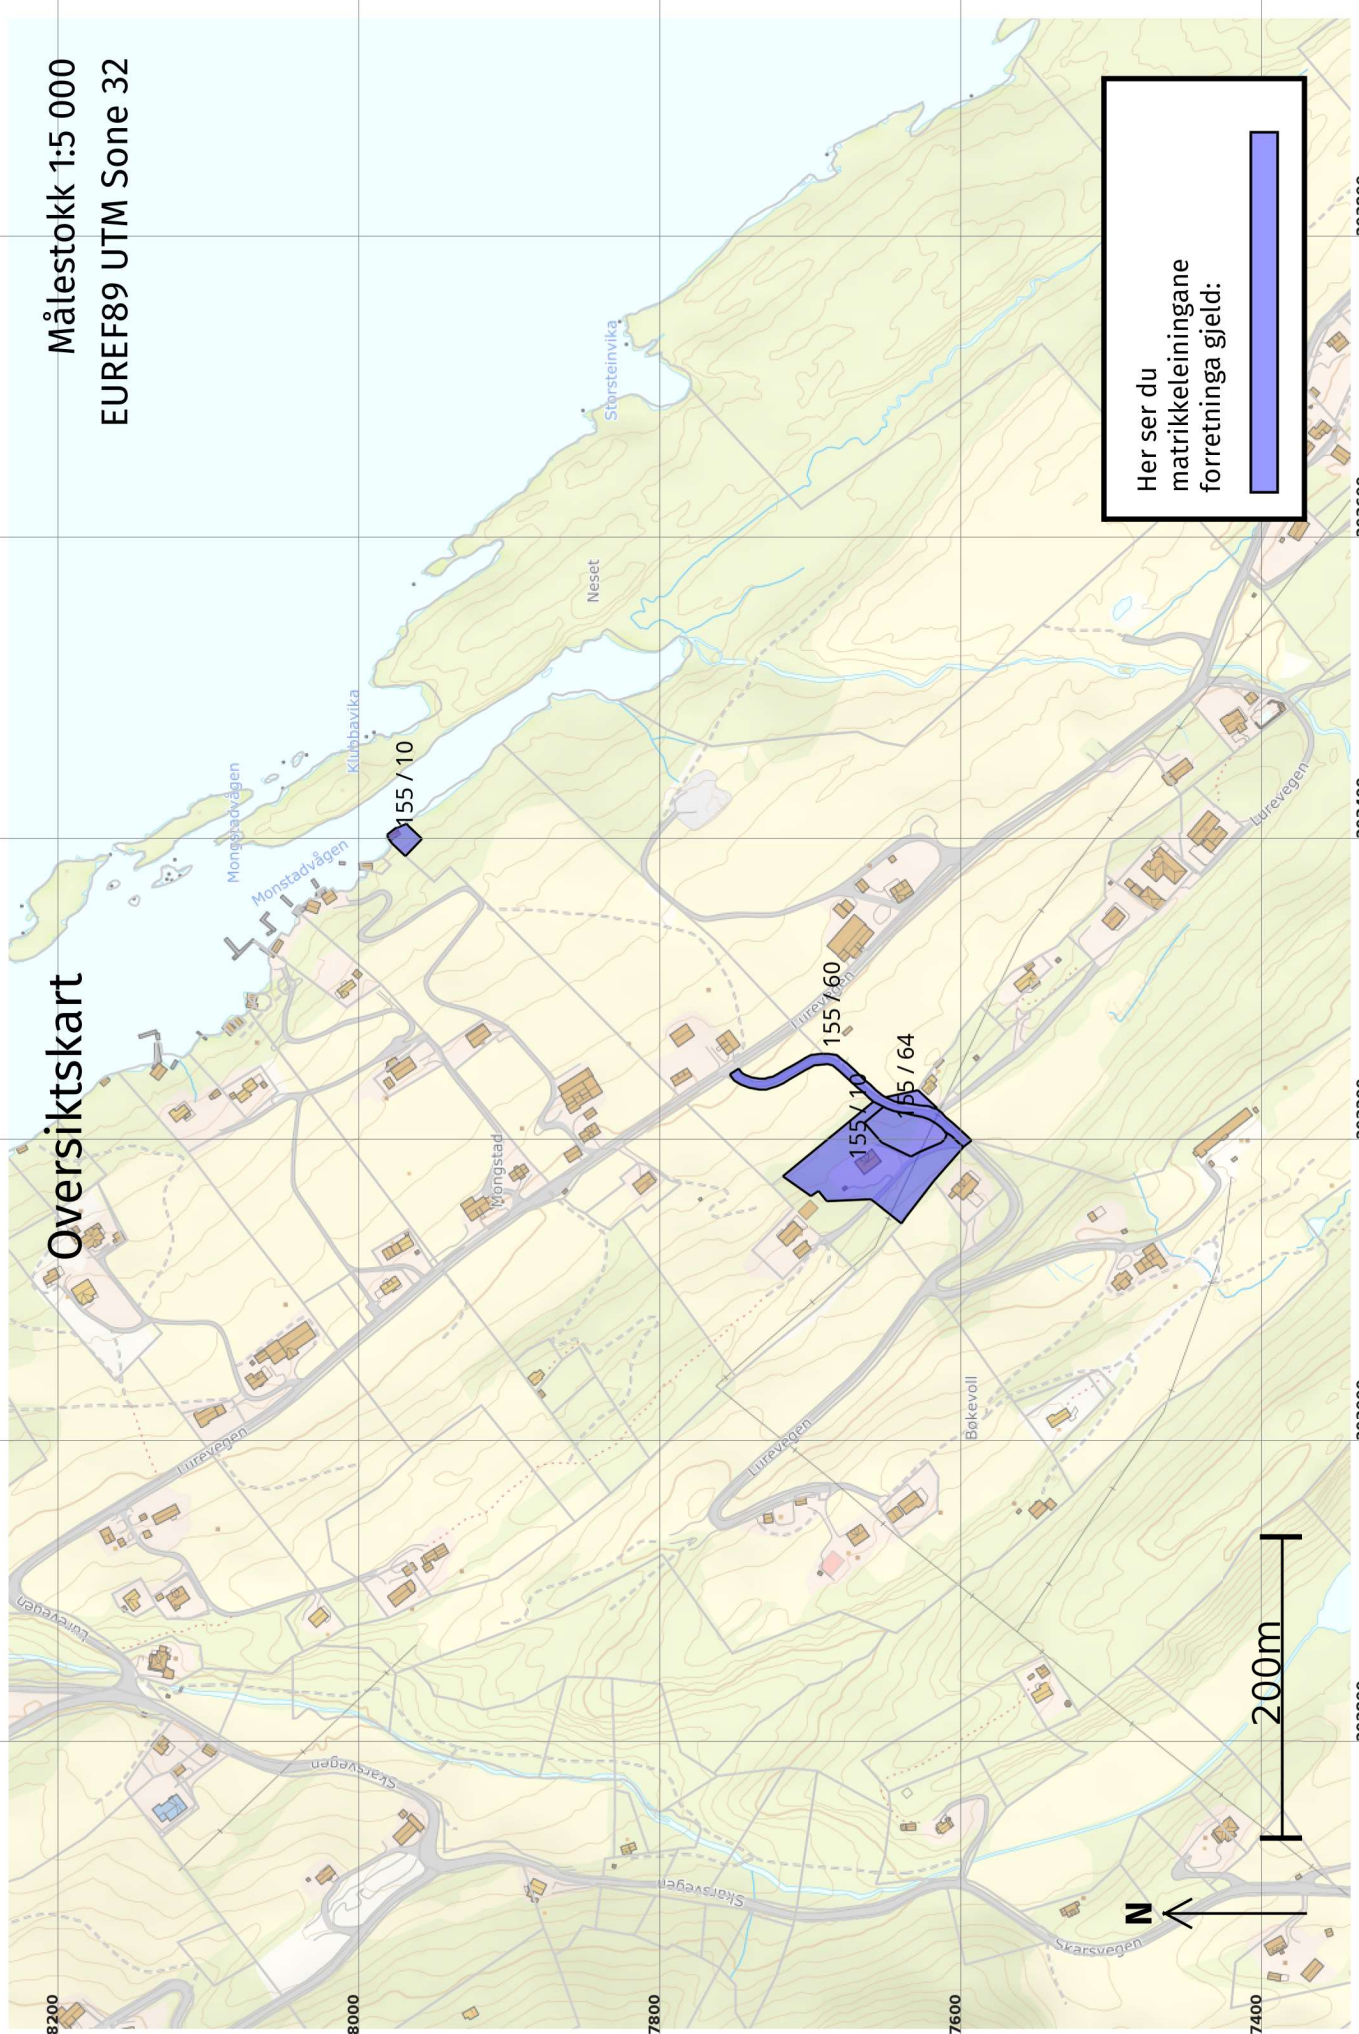 Oversiktskart
Målestokk 1:5 000
EUREF89 UTM Sone 32
Mongstadvågen
Monstadvågen
Klubbavika
155 / 10
Storsteinvika
Neset
Mongstad
Lurevegen
Lurevegen
Lurevegen
155 / 60
155 / 10
155 / 64
Lurevegen
Lurevegen
Bøkevoll
Skarsvegen
Skarsvegen
Skarsvegen
Her ser du
matrikkeleiningane
forretninga gjeld:
N
200m
8200
8000
7800
7600
7400